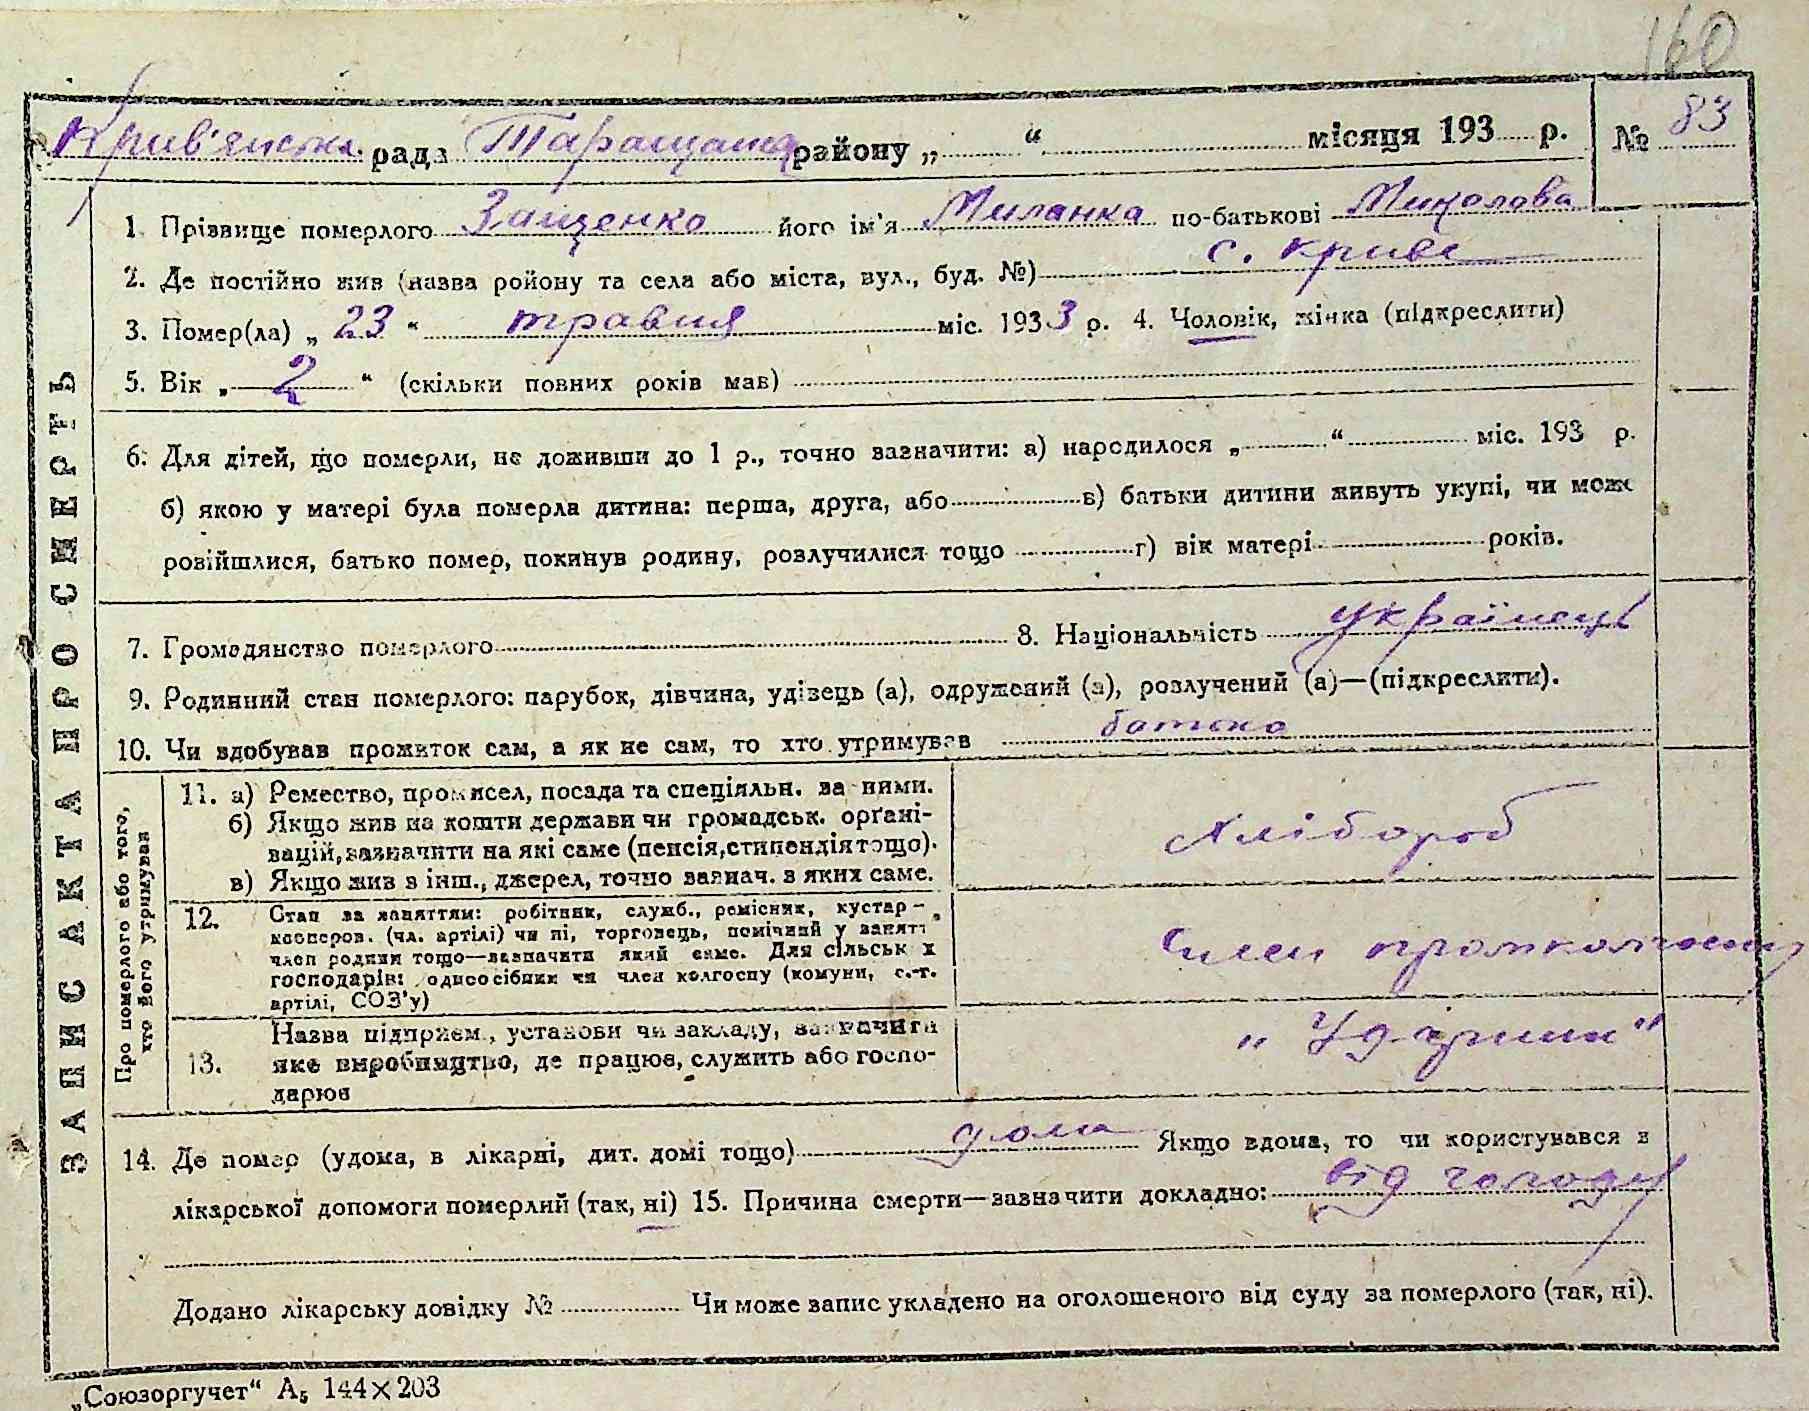 160
Крив'янська рада Таращанс району „ “ місяця 193 р. № 83
1. Прізвище померлого Защенко його ім'я Миланка по-батькові Миколова
2. Де постійно жив (назва ройону та села або міста, вул., буд. №) с. Криве
3. Помер(ла) „ 23 “ травня міс. 1933 р. 4. Чоловік, жінка (підкреслити)
5. Вік „ 2 “ (скільки повних років мав)
6. Для дітей, що померли, не доживши до 1 р., точно зазначити: а) народилося „ “ міс. 193 р.
б) якою у матері була померла дитина: перша, друга, або в) батьки дитини живуть укупі, чи може
розійшлися, батько помер, покинув родину, розлучилися тощо г) вік матері років.
7. Громадянство померлого 8. Національність українець
9. Родинний стан померлого: парубок, дівчина, удівець (а), одружений (а), розлучений (а)—(підкреслити).
10. Чи здобував прожиток сам, а як не сам, то хто утримував батько
ЗАПИС АКТА ПРО СМЕРТЬ
Про померлого або того,
хто його утримував
11. а) Ремество, промисел, посада та спеціяльн. за ними.
б) Якщо жив на кошти держави чи громадськ. орґані-
зацій, зазначити на які саме (пенсія, стипендія тощо).
в) Якщо жив з інш., джерел, точно зазнач. з яких саме.
Хлібороб
12. Стан за заняттям: робітник, служб., ремісник, кустар-
кооперов. (чл. артілі) чи ні, торговець, помічний у занятті
член родини тощо—зазначити який саме. Для сільськ х
господарів: одноосібник чи член колгоспу (комуни, с.-г.
артілі, СОЗ'у)
Член
13. Назва підприєм., установи чи закладу, зазначити
яке виробництво, де працює, служить або госпо-
дарює
„ Ударник “
14. Де помер (удома, в лікарні, дит. домі тощо) дома Якщо вдома, то чи користувався з
лікарської допомоги померлий (так, ні) 15. Причина смерти—зазначити докладно: від голоду
Додано лікарську довідку № Чи може запис укладено на оголошеного від суду за померлого (так, ні).
„Союзоргучет“ А5 144×203